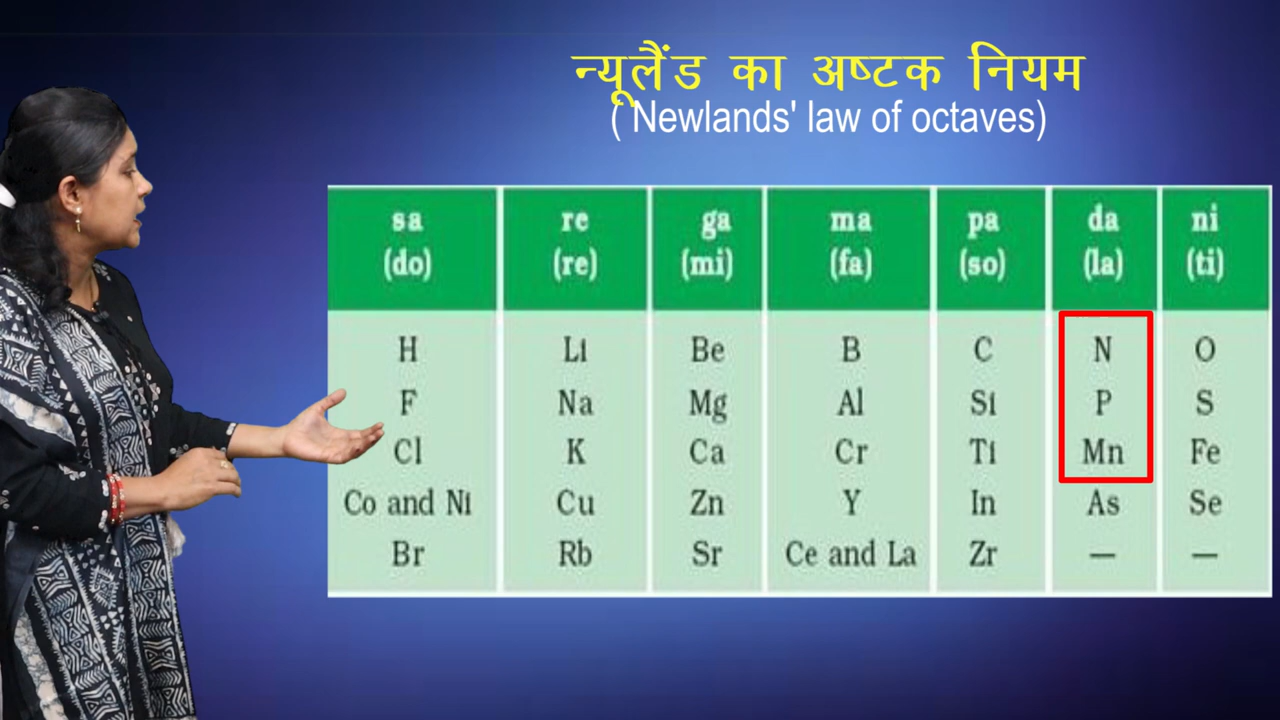 न्यूलैंड का अष्टक नियम
( Newlands' law of octaves)
sa re ga ma pa da ni
(do) (re) (mi) (fa) (so) (la) (ti)
H Li Be B C N O
F Na Mg Al Si P S
Cl K Ca Cr Ti Mn Fe
Co and Ni Cu Zn Y In As Se
Br Rb Sr Ce and La Zr — —